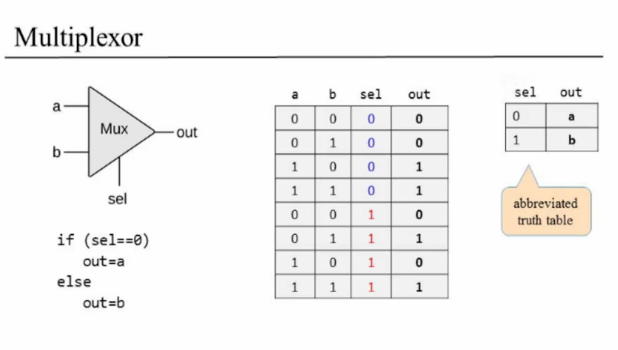 Multiplexor
a
Mux
out
b
sel
if (sel==0)
out=a
else
out=b
a b sel out
0 0 0 0
0 1 0 0
1 0 0 1
1 1 0 1
0 0 1 0
0 1 1 1
1 0 1 0
1 1 1 1
sel out
0 a
1 b
abbreviated
truth table